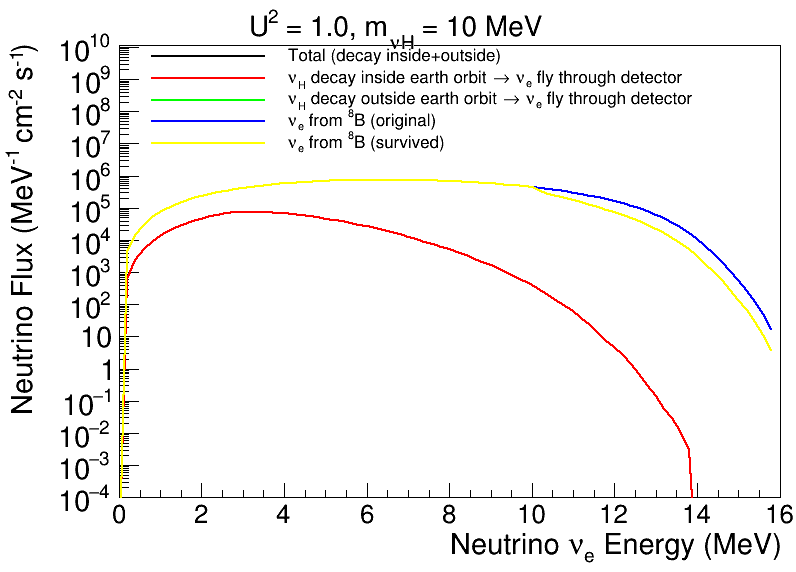 U² = 1.0, m_νH = 10 MeV
Total (decay inside+outside)
ν_H decay inside earth orbit → ν_e fly through detector
ν_H decay outside earth orbit → ν_e fly through detector
ν_e from ⁸B (original)
ν_e from ⁸B (survived)
Neutrino Flux (MeV⁻¹ cm⁻² s⁻¹)
10¹⁰
10⁹
10⁸
10⁷
10⁶
10⁵
10⁴
10³
10²
10
1
10⁻¹
10⁻²
10⁻³
10⁻⁴
0 2 4 6 8 10 12 14 16
Neutrino ν_e Energy (MeV)